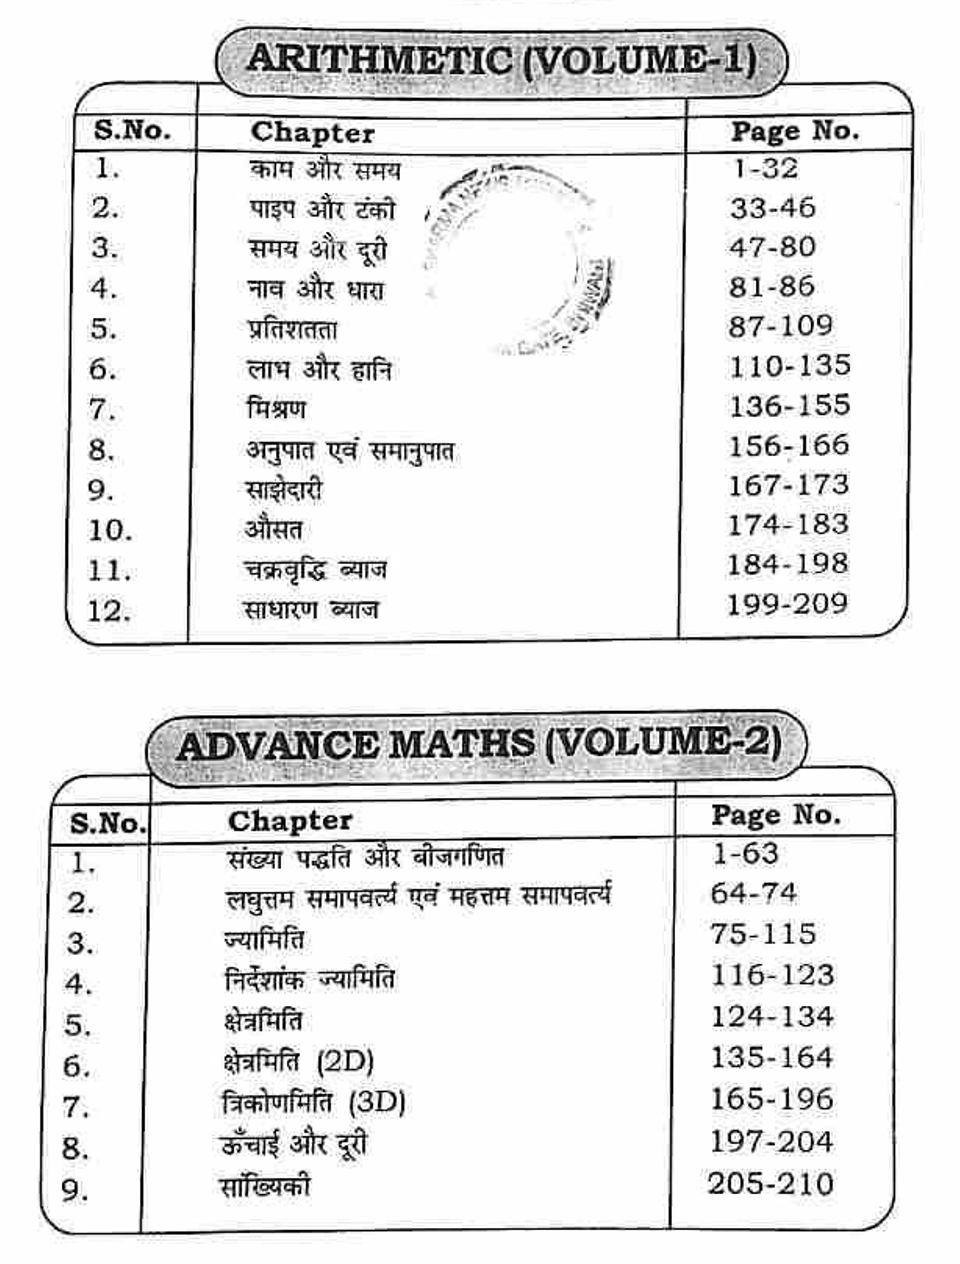 ARITHMETIC (VOLUME-1)
S.No. Chapter Page No.
1. काम और समय 1-32
2. पाइप और टंकी 33-46
3. समय और दूरी 47-80
4. नाव और धारा 81-86
5. प्रतिशतता 87-109
6. लाभ और हानि 110-135
7. मिश्रण 136-155
8. अनुपात एवं समानुपात 156-166
9. साझेदारी 167-173
10. औसत 174-183
11. चक्रवृद्धि ब्याज 184-198
12. साधारण ब्याज 199-209
ADVANCE MATHS (VOLUME-2)
S.No. Chapter Page No.
1. संख्या पद्धति और बीजगणित 1-63
2. लघुत्तम समापवर्त्य एवं महत्तम समापवर्त्य 64-74
3. ज्यामिति 75-115
4. निर्देशांक ज्यामिति 116-123
5. क्षेत्रमिति 124-134
6. क्षेत्रमिति (2D) 135-164
7. त्रिकोणमिति (3D) 165-196
8. ऊँचाई और दूरी 197-204
9. सांख्यिकी 205-210